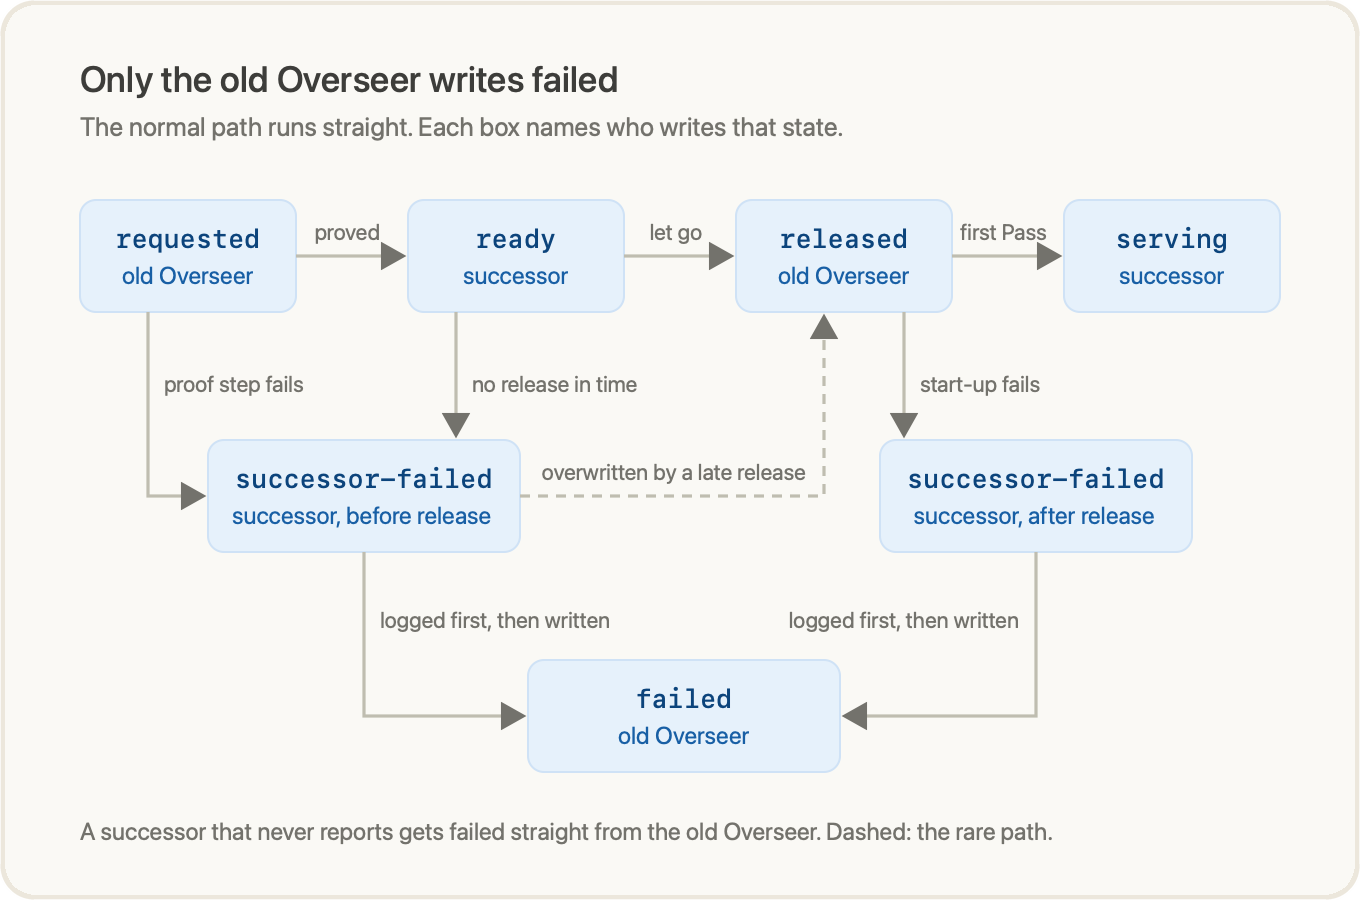 Only the old Overseer writes failed
The normal path runs straight. Each box names who writes that state.
requested
old Overseer
proved
ready
successor
let go
released
old Overseer
first Pass
serving
successor
proof step fails
no release in time
start-up fails
successor-failed
successor, before release
overwritten by a late release
successor-failed
successor, after release
logged first, then written
logged first, then written
failed
old Overseer
A successor that never reports gets failed straight from the old Overseer. Dashed: the rare path.